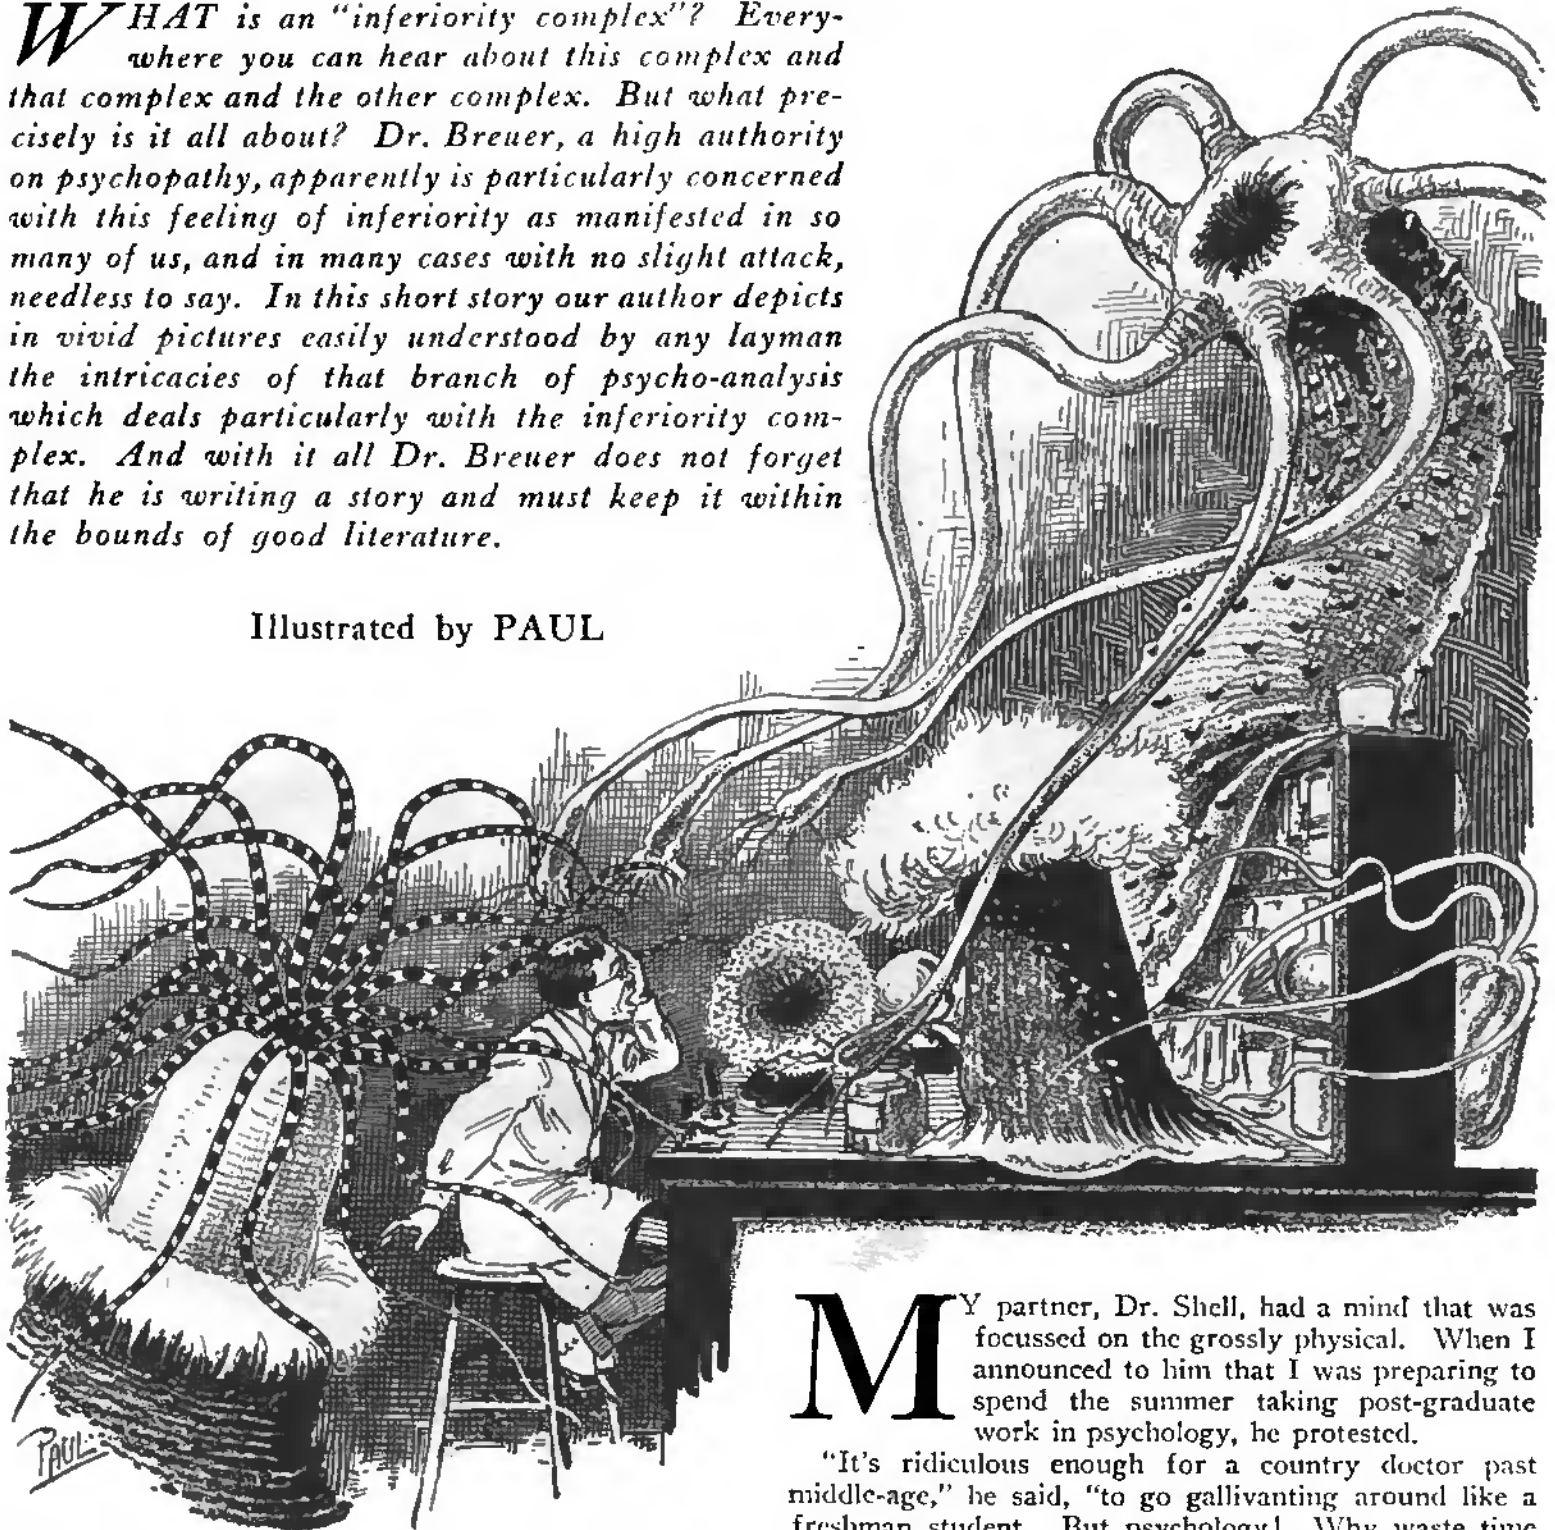 WHAT is an "inferiority complex"? Every-
where you can hear about this complex and
that complex and the other complex. But what pre-
cisely is it all about? Dr. Breuer, a high authority
on psychopathy, apparently is particularly concerned
with this feeling of inferiority as manifested in so
many of us, and in many cases with no slight attack,
needless to say. In this short story our author depicts
in vivid pictures easily understood by any layman
the intricacies of that branch of psycho-analysis
which deals particularly with the inferiority com-
plex. And with it all Dr. Breuer does not forget
that he is writing a story and must keep it within
the bounds of good literature.
Illustrated by PAUL
PAUL
MY partner, Dr. Shell, had a mind that was
focussed on the grossly physical. When I
announced to him that I was preparing to
spend the summer taking post-graduate
work in psychology, he protested.
"It's ridiculous enough for a country doctor past
middle-age," he said, "to go gallivanting around like a
freshman student. But psychology! Why waste time